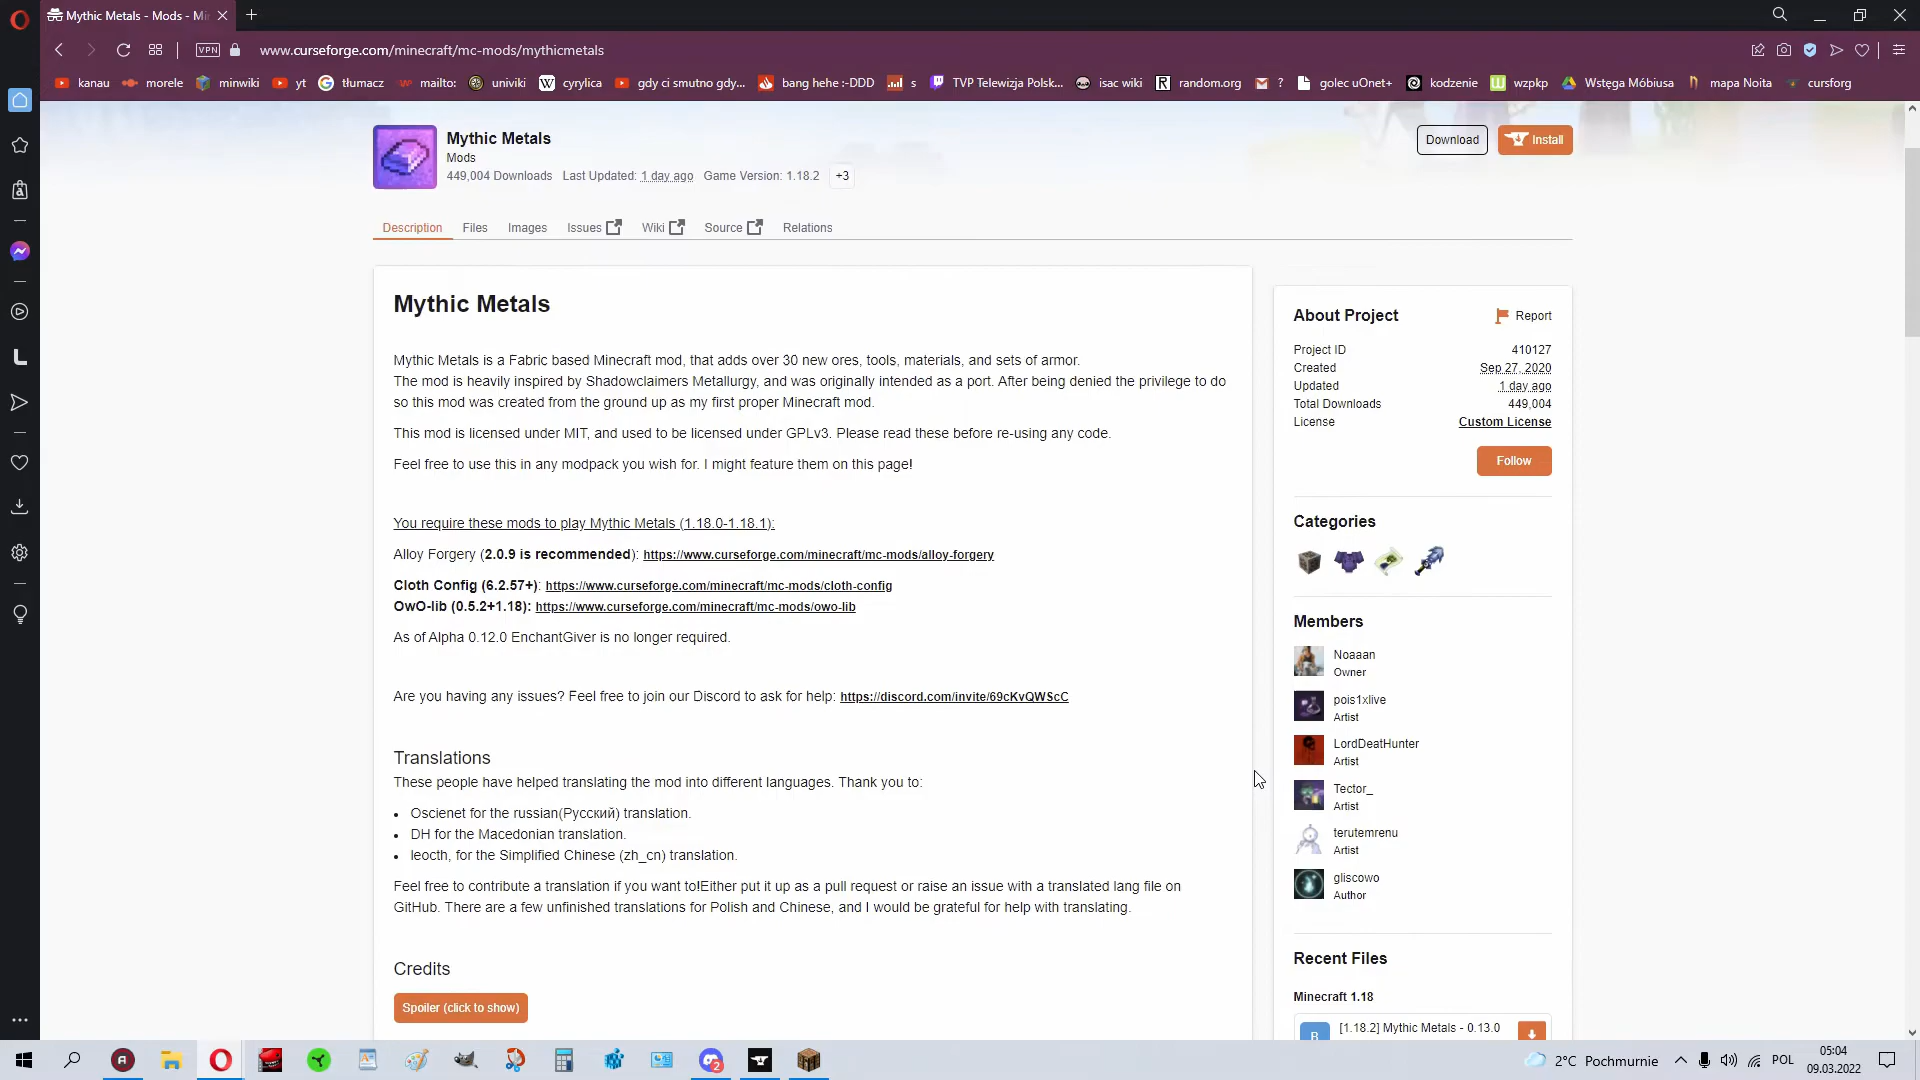 Mythic Metals - Mods - Mi
VPN
www.curseforge.com/minecraft/mc-mods/mythicmetals
kanau
morele
minwiki
yt
tłumacz
mailto:
univiki
cyrylica
gdy ci smutno gdy...
bang hehe :-DDD
s
TVP Telewizja Polsk...
isac wiki
random.org
?
golec uOnet+
kodzenie
wzpkp
Wstęga Möbiusa
mapa Noita
cursforg
Mythic Metals
Mods
449,004 Downloads Last Updated: 1 day ago Game Version: 1.18.2 +3
Download
Install
Description
Files
Images
Issues
Wiki
Source
Relations
Mythic Metals
Mythic Metals is a Fabric based Minecraft mod, that adds over 30 new ores, tools, materials, and sets of armor.
The mod is heavily inspired by Shadowclaimers Metallurgy, and was originally intended as a port. After being denied the privilege to do
so this mod was created from the ground up as my first proper Minecraft mod.
This mod is licensed under MIT, and used to be licensed under GPLv3. Please read these before re-using any code.
Feel free to use this in any modpack you wish for. I might feature them on this page!
You require these mods to play Mythic Metals (1.18.0-1.18.1):
Alloy Forgery (2.0.9 is recommended): https://www.curseforge.com/minecraft/mc-mods/alloy-forgery
Cloth Config (6.2.57+): https://www.curseforge.com/minecraft/mc-mods/cloth-config
OwO-lib (0.5.2+1.18): https://www.curseforge.com/minecraft/mc-mods/owo-lib
As of Alpha 0.12.0 EnchantGiver is no longer required.
Are you having any issues? Feel free to join our Discord to ask for help: https://discord.com/invite/69cKvQWScC
Translations
These people have helped translating the mod into different languages. Thank you to:
Oscienet for the russian(Русский) translation.
DH for the Macedonian translation.
leocth, for the Simplified Chinese (zh_cn) translation.
Feel free to contribute a translation if you want to!Either put it up as a pull request or raise an issue with a translated lang file on
GitHub. There are a few unfinished translations for Polish and Chinese, and I would be grateful for help with translating.
Credits
Spoiler (click to show)
About Project
Report
Project ID 410127
Created Sep 27, 2020
Updated 1 day ago
Total Downloads 449,004
License Custom License
Follow
Categories
Members
Noaaan
Owner
pois1xlive
Artist
LordDeathHunter
Artist
Tector_
Artist
terutemrenu
Artist
gliscowo
Author
Recent Files
Minecraft 1.18
B
[1.18.2] Mythic Metals - 0.13.0
2
2°C Pochmurnie
POL
05:04
09.03.2022